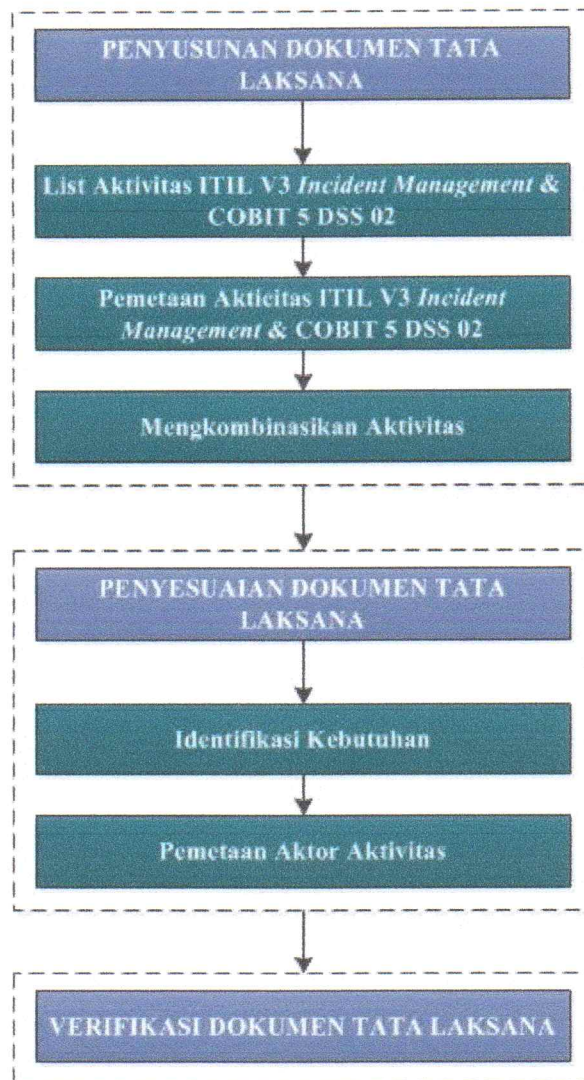 PENYUSUNAN DOKUMEN TATA
LAKSANA
List Aktivitas ITIL V3 Incident Management &
COBIT 5 DSS 02
Pemetaan Akticitas ITIL V3 Incident
Management & COBIT 5 DSS 02
Mengkombinasikan Aktivitas
PENYESUAIAN DOKUMEN TATA
LAKSANA
Identifikasi Kebutuhan
Pemetaan Aktor Aktivitas
VERIFIKASI DOKUMEN TATA LAKSANA